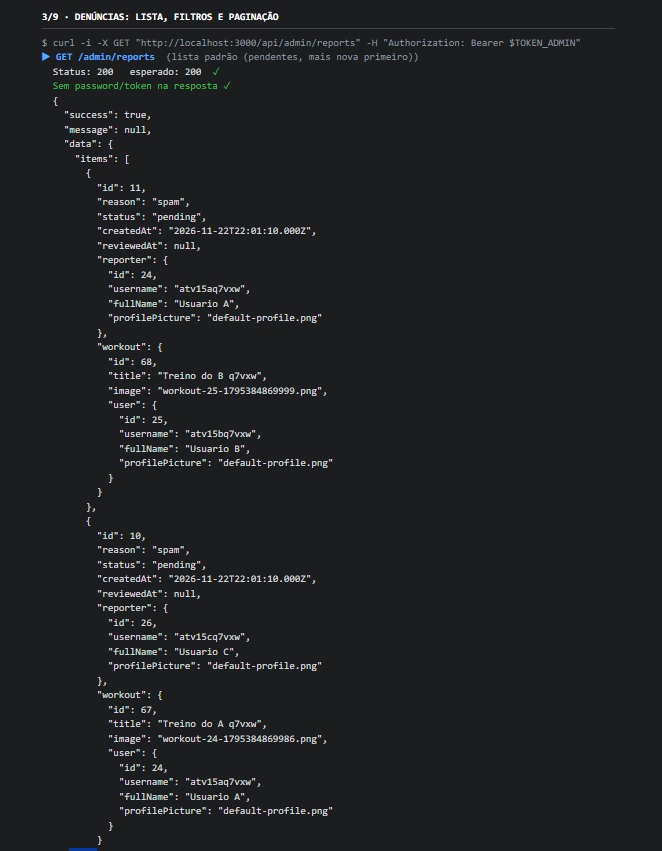 3/9 · DENÚNCIAS: LISTA, FILTROS E PAGINAÇÃO
$ curl -i -X GET "http://localhost:3000/api/admin/reports" -H "Authorization: Bearer $TOKEN_ADMIN"
▶ GET /admin/reports (lista padrão (pendentes, mais nova primeiro))
Status: 200 esperado: 200 ✓
Sem password/token na resposta ✓
{
"success": true,
"message": null,
"data": {
"items": [
{
"id": 11,
"reason": "spam",
"status": "pending",
"createdAt": "2026-11-22T22:01:10.000Z",
"reviewedAt": null,
"reporter": {
"id": 24,
"username": "atv15aq7vxw",
"fullName": "Usuario A",
"profilePicture": "default-profile.png"
},
"workout": {
"id": 68,
"title": "Treino do B q7vxw",
"image": "workout-25-1795384869999.png",
"user": {
"id": 25,
"username": "atv15bq7vxw",
"fullName": "Usuario B",
"profilePicture": "default-profile.png"
}
}
},
{
"id": 10,
"reason": "spam",
"status": "pending",
"createdAt": "2026-11-22T22:01:10.000Z",
"reviewedAt": null,
"reporter": {
"id": 26,
"username": "atv15cq7vxw",
"fullName": "Usuario C",
"profilePicture": "default-profile.png"
},
"workout": {
"id": 67,
"title": "Treino do A q7vxw",
"image": "workout-24-1795384869986.png",
"user": {
"id": 24,
"username": "atv15aq7vxw",
"fullName": "Usuario A",
"profilePicture": "default-profile.png"
}
}